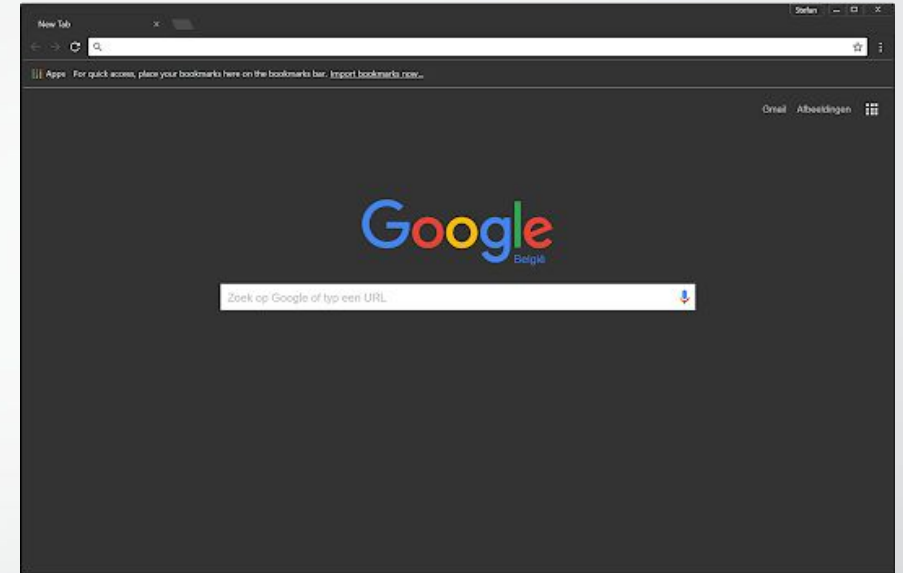 Stefan
New Tab
Apps For quick access, place your bookmarks here on the bookmarks bar. Import bookmarks now...
Gmail Afbeeldingen
Google
België
Zoek op Google of typ een URL